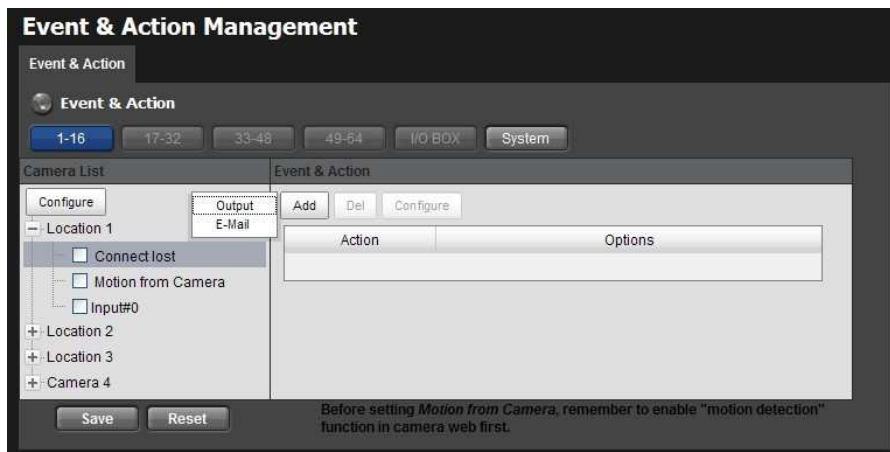 Event & Action Management
Event & Action
Event & Action
1-16 17-32 33-48 49-64 I/O BOX System
Camera List
Event & Action
Configure
Output
E-Mail
Add Del Configure
Action Options
Location 1
Connect lost
Motion from Camera
Input#0
Location 2
Location 3
Camera 4
Save Reset
Before setting Motion from Camera, remember to enable "motion detection"
function in camera web first.